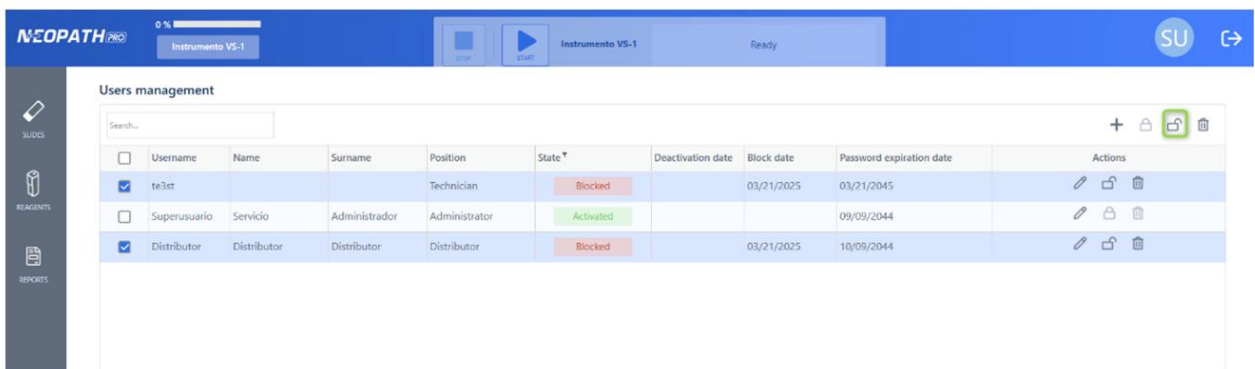 NEOPATH PRO
0 %
Instrumento VS-1
STOP
START
Instrumento VS-1
Ready
SU
SLIDES
REAGENTS
REPORTS
Users management
Search...
Username Name Surname Position State Deactivation date Block date Password expiration date Actions
te3st Technician Blocked 03/21/2025 03/21/2045
Superusuario Servicio Administrador Administrator Activated 09/09/2044
Distributor Distributor Distributor Distributor Blocked 03/21/2025 10/09/2044